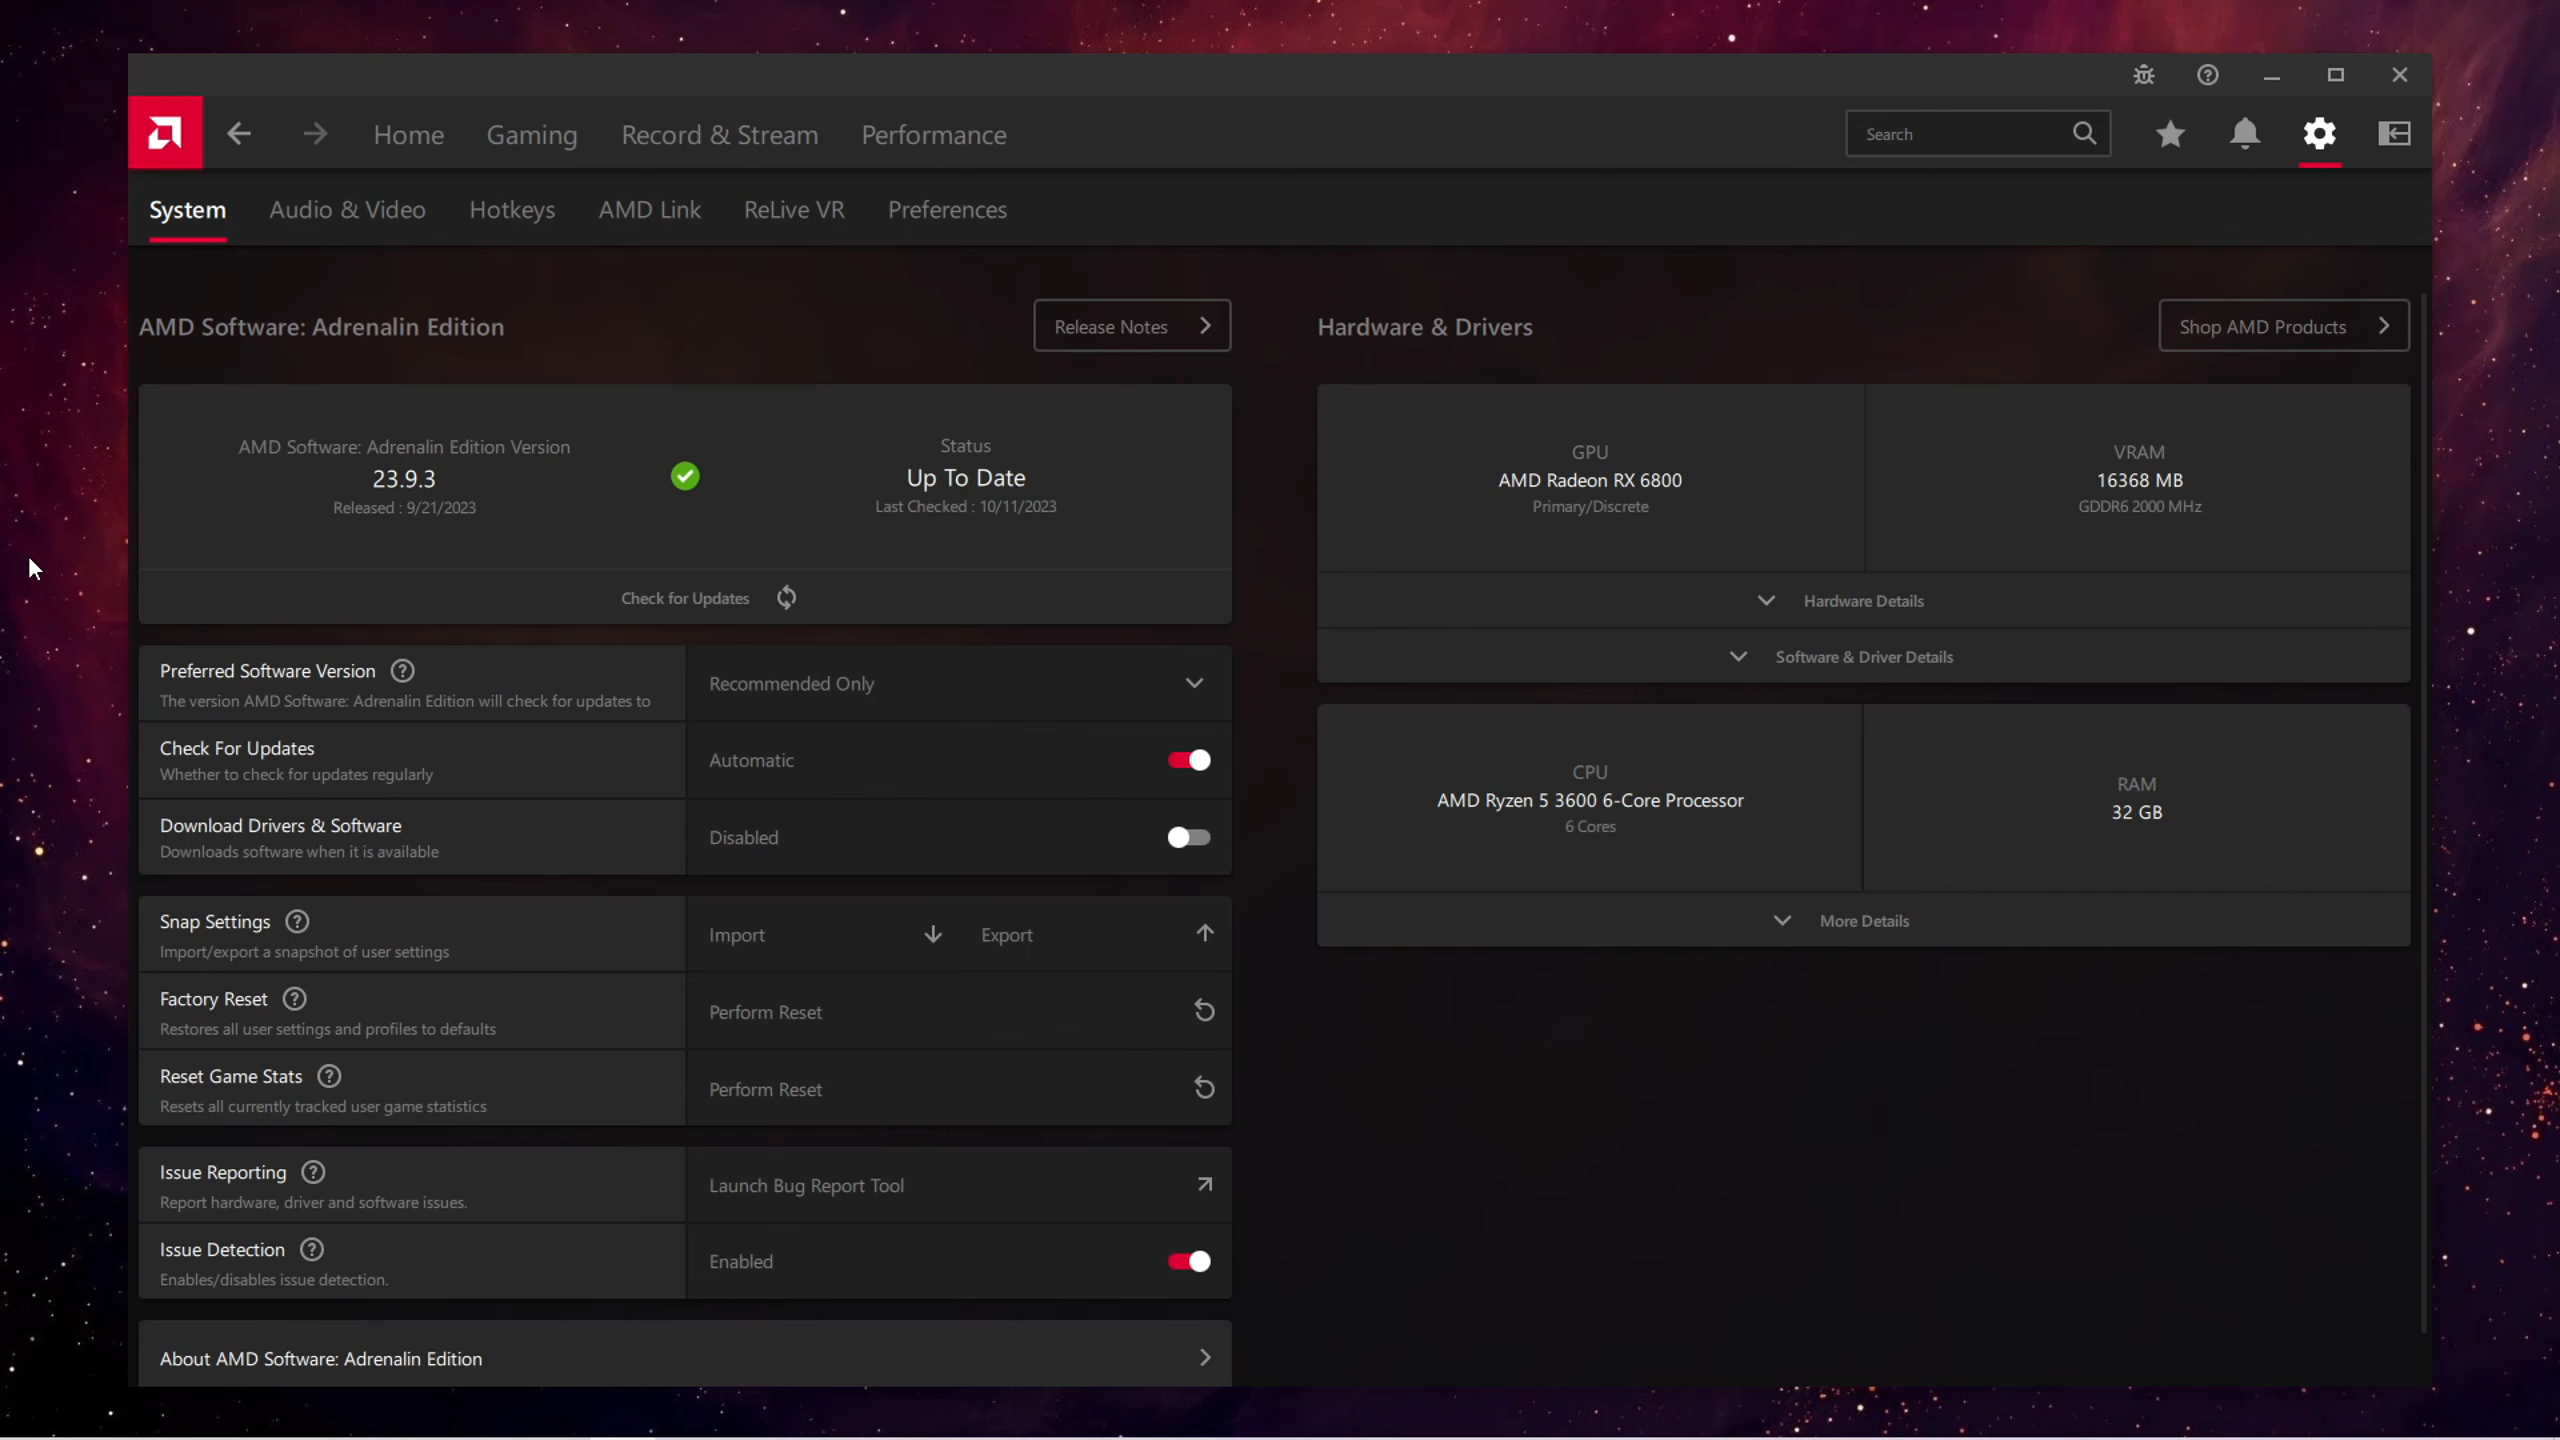 Home
Gaming
Record & Stream
Performance
Search
System
Audio & Video
Hotkeys
AMD Link
ReLive VR
Preferences
AMD Software: Adrenalin Edition
Release Notes
AMD Software: Adrenalin Edition Version
23.9.3
Released : 9/21/2023
Status
Up To Date
Last Checked : 10/11/2023
Check for Updates
Preferred Software Version
The version AMD Software: Adrenalin Edition will check for updates to
Recommended Only
Check For Updates
Whether to check for updates regularly
Automatic
Download Drivers & Software
Downloads software when it is available
Disabled
Snap Settings
Import/export a snapshot of user settings
Import
Export
Factory Reset
Restores all user settings and profiles to defaults
Perform Reset
Reset Game Stats
Resets all currently tracked user game statistics
Perform Reset
Issue Reporting
Report hardware, driver and software issues.
Launch Bug Report Tool
Issue Detection
Enables/disables issue detection.
Enabled
About AMD Software: Adrenalin Edition
Hardware & Drivers
Shop AMD Products
GPU
AMD Radeon RX 6800
Primary/Discrete
VRAM
16368 MB
GDDR6 2000 MHz
Hardware Details
Software & Driver Details
CPU
AMD Ryzen 5 3600 6-Core Processor
6 Cores
RAM
32 GB
More Details